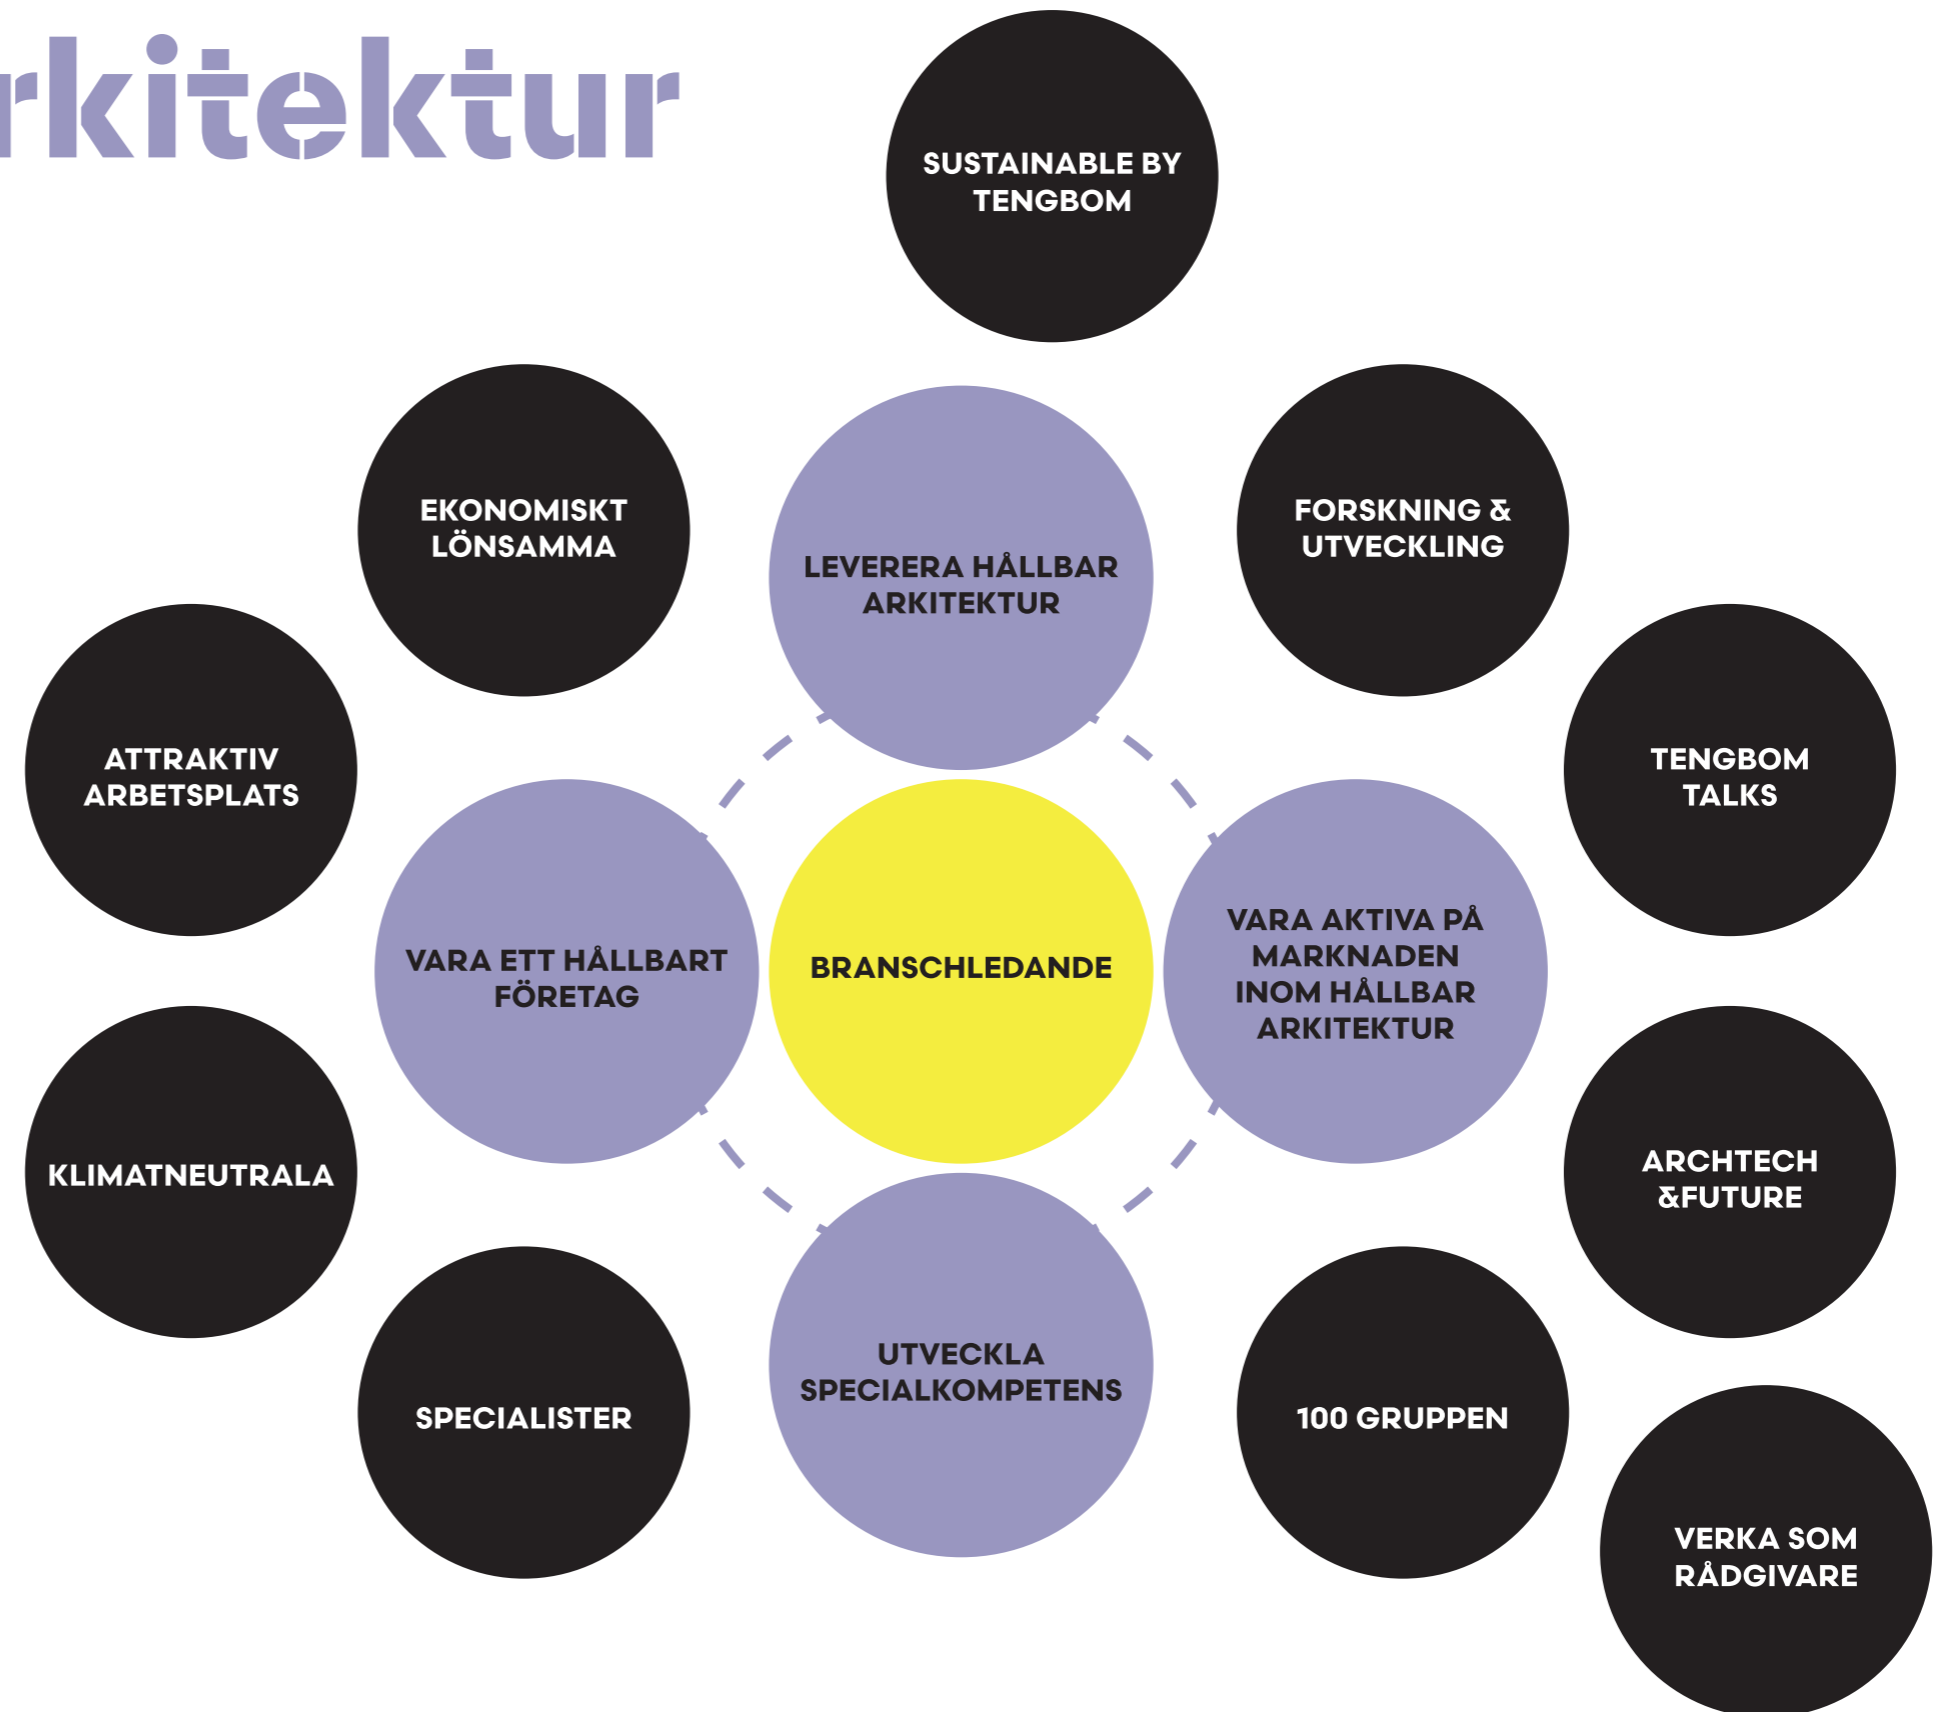 rkitektur
SUSTAINABLE BY
TENGBOM
EKONOMISKT
LÖNSAMMA
LEVERERA HÅLLBAR
ARKITEKTUR
FORSKNING &
UTVECKLING
ATTRAKTIV
ARBETSPLATS
TENGBOM
TALKS
VARA ETT HÅLLBART
FÖRETAG
BRANSCHLEDANDE
VARA AKTIVA PÅ
MARKNADEN
INOM HÅLLBAR
ARKITEKTUR
KLIMATNEUTRALA
ARCHTECH
&FUTURE
SPECIALISTER
UTVECKLA
SPECIALKOMPETENS
100 GRUPPEN
VERKA SOM
RÅDGIVARE